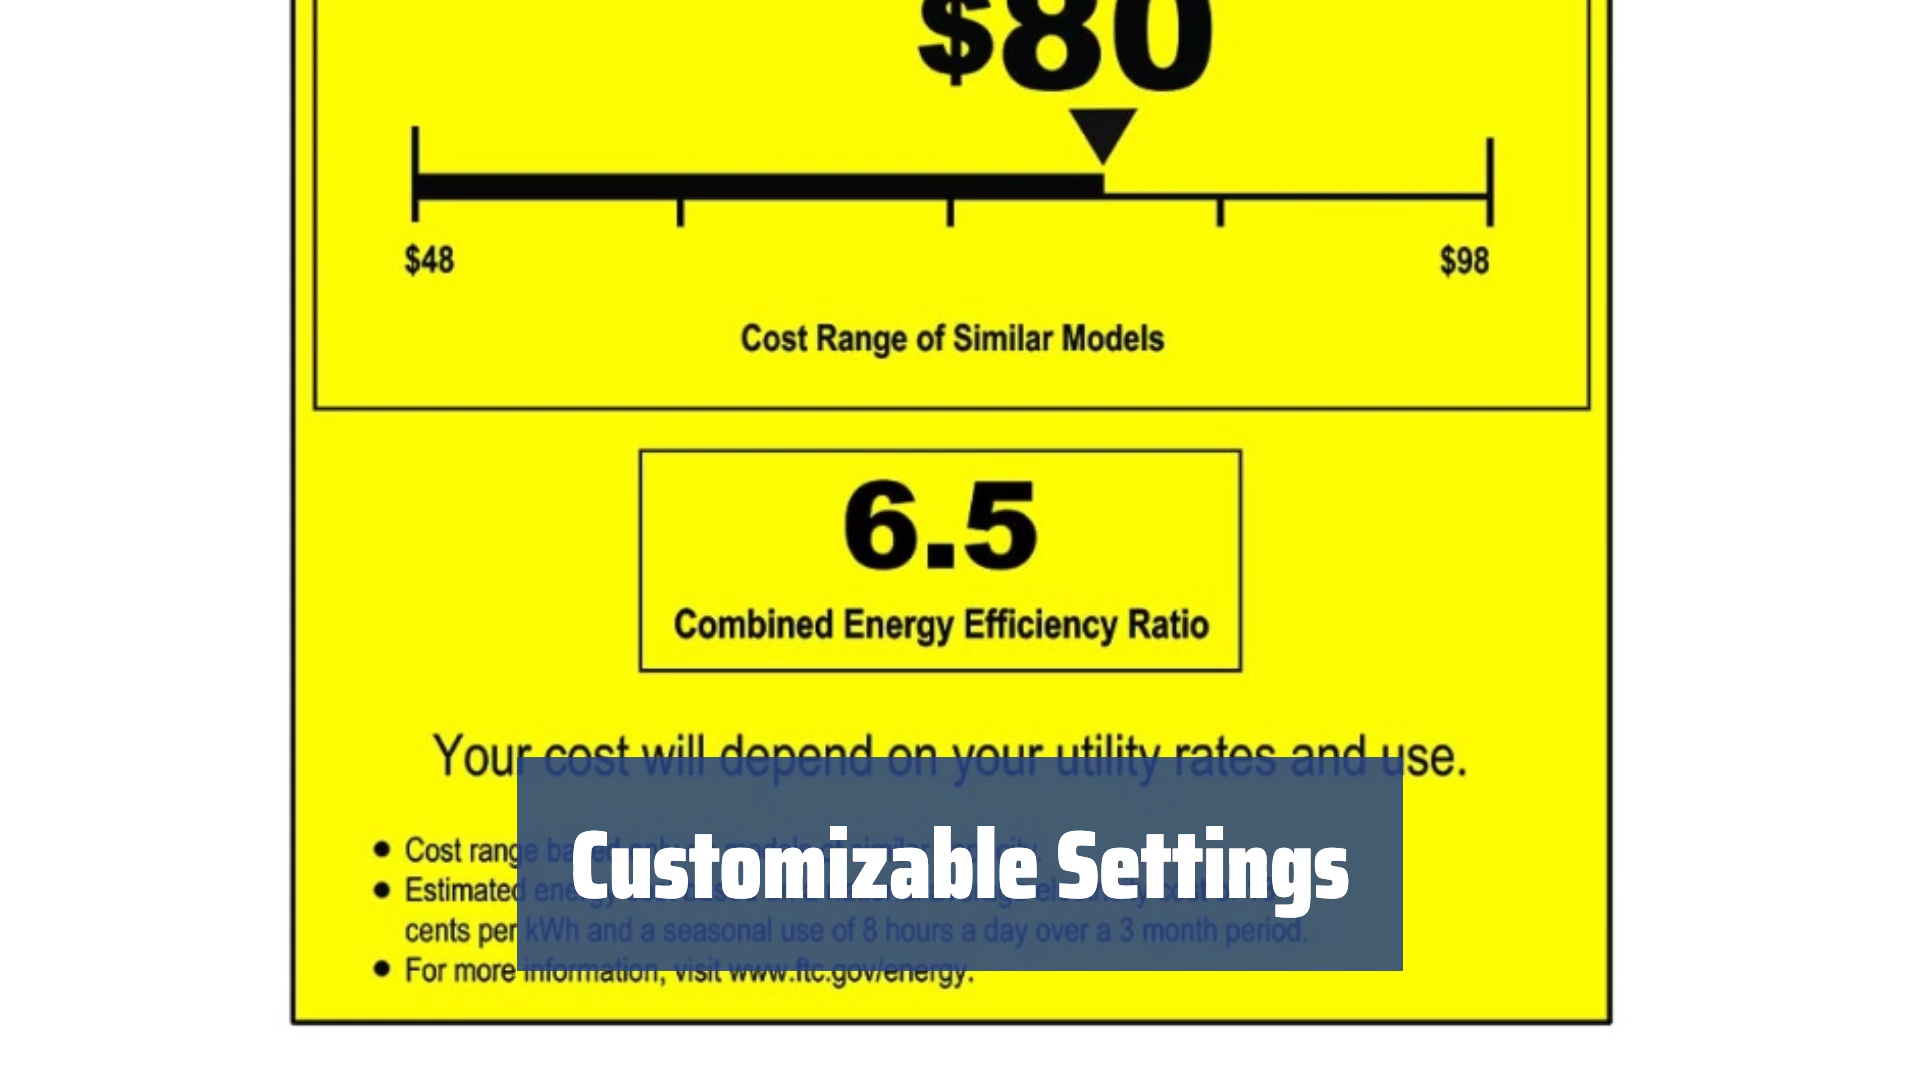 $80
$48
$98
Cost Range of Similar Models
6.5
Combined Energy Efficiency Ratio
Your cost will depend on your utility rates and use.
Customizable Settings
● Cost range
● Estimated
cents per kWh and a seasonal use of 8 hours a day over a 3 month period.
● For more information, visit www.ftc.gov/energy.